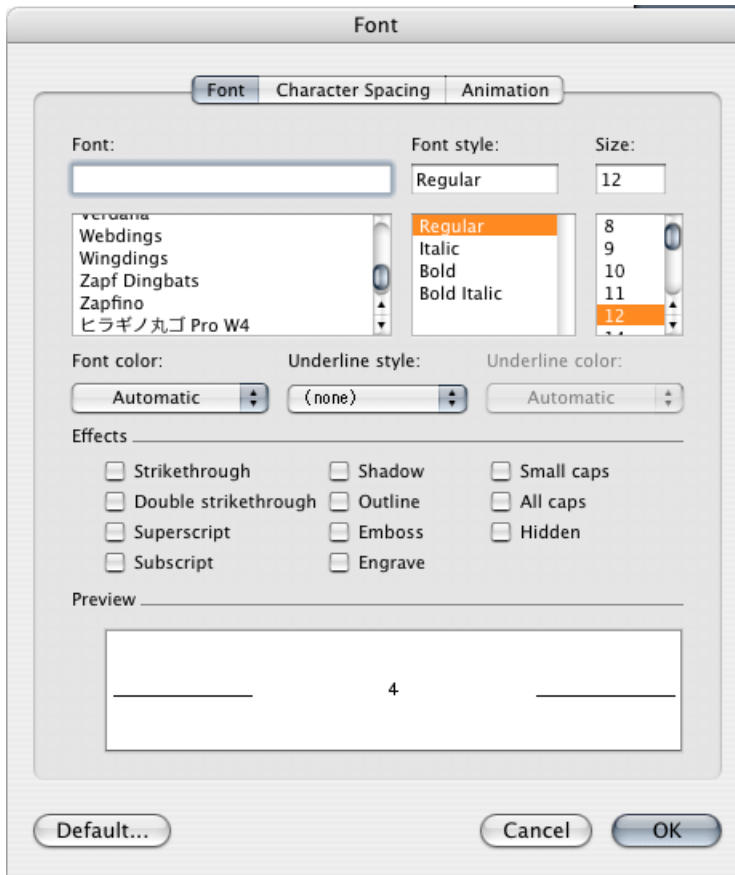 Font
Font Character Spacing Animation
Font: Font style: Size:
Regular 12
Verdana
Webdings
Wingdings
Zapf Dingbats
Zapfino
ヒラギノ丸ゴ Pro W4
Regular
Italic
Bold
Bold Italic
8
9
10
11
12
14
Font color: Underline style: Underline color:
Automatic (none) Automatic
Effects
Strikethrough Shadow Small caps
Double strikethrough Outline All caps
Superscript Emboss Hidden
Subscript Engrave
Preview
4
Default... Cancel OK